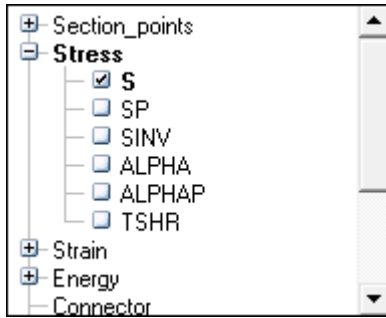 Section_points
Stress
S
SP
SINV
ALPHA
ALPHAP
TSHR
Strain
Energy
Connector